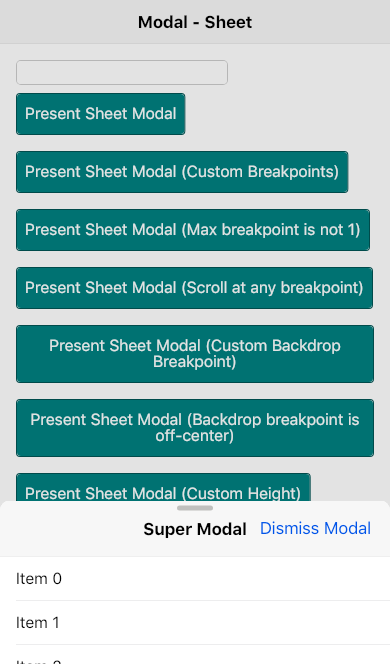 Modal - Sheet
Present Sheet Modal
Present Sheet Modal (Custom Breakpoints)
Present Sheet Modal (Max breakpoint is not 1)
Present Sheet Modal (Scroll at any breakpoint)
Present Sheet Modal (Custom Backdrop
Breakpoint)
Present Sheet Modal (Backdrop breakpoint is
off-center)
Present Sheet Modal (Custom Height)
Super Modal Dismiss Modal
Item 0
Item 1